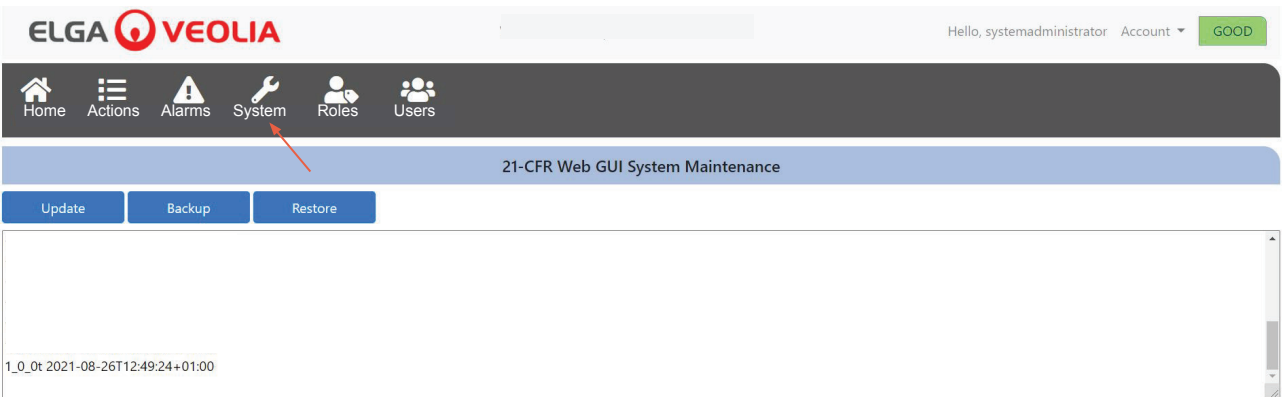 ELGA VEOLIA
Hello, systemadministrator Account GOOD
Home Actions Alarms System Roles Users
21-CFR Web GUI System Maintenance
Update Backup Restore
1_0_0t 2021-08-26T12:49:24+01:00